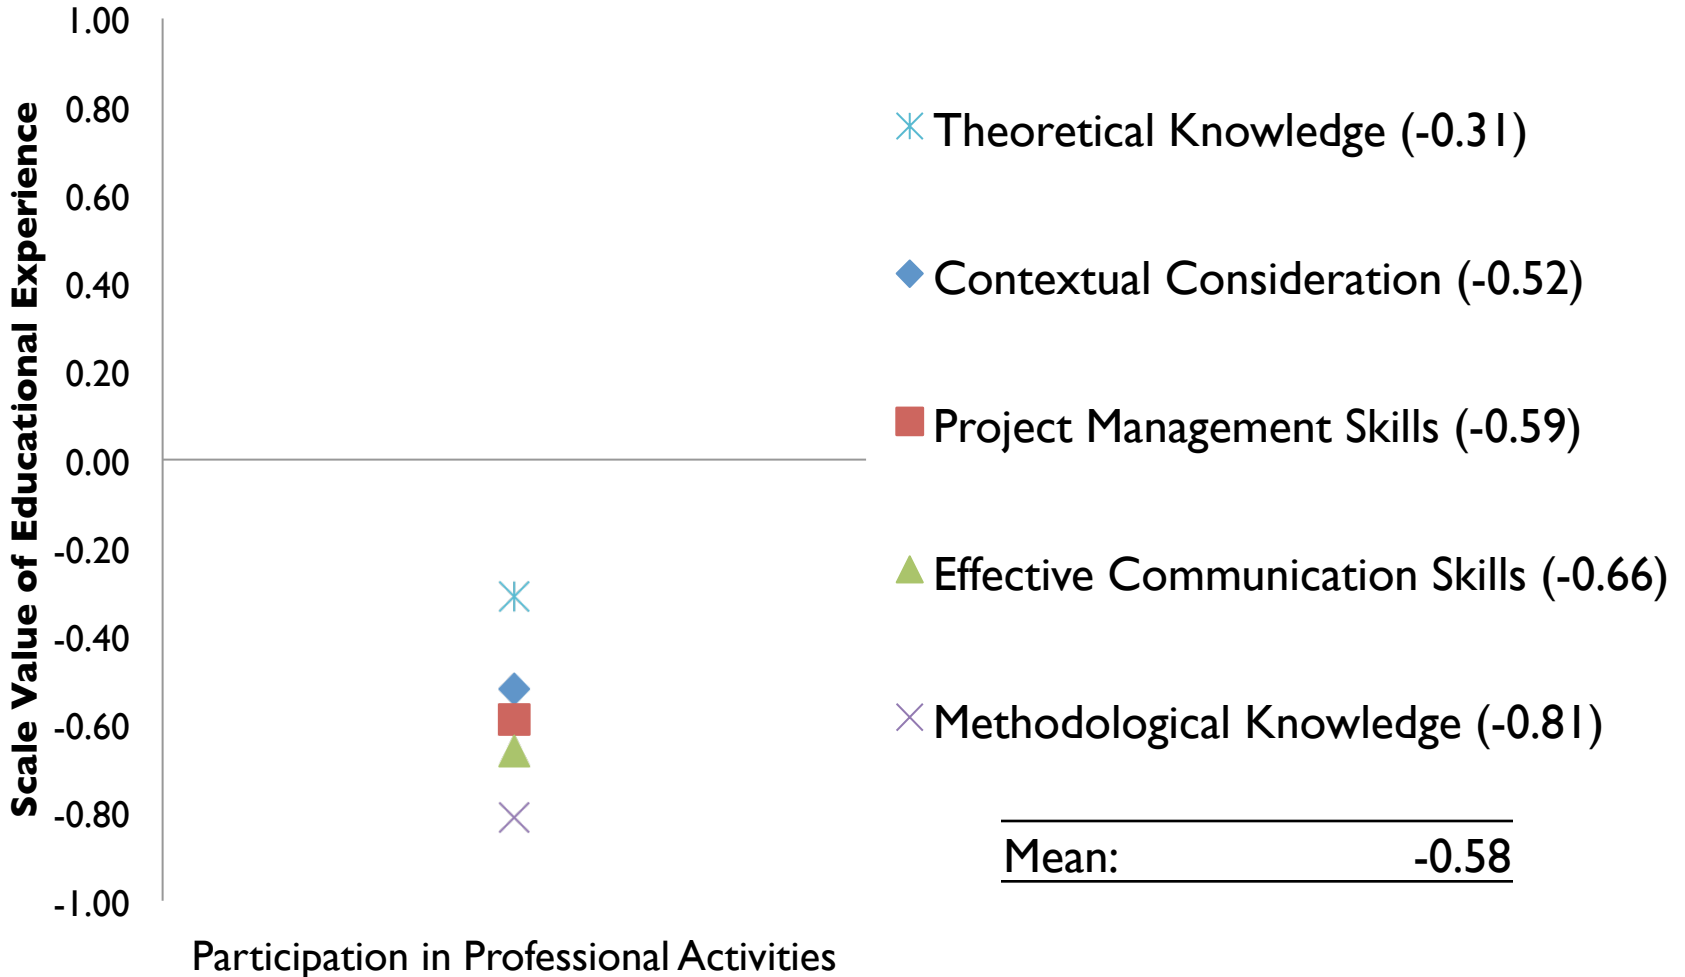 Scale Value of Educational Experience
1.00
0.80
0.60
0.40
0.20
0.00
-0.20
-0.40
-0.60
-0.80
-1.00
Participation in Professional Activities
Theoretical Knowledge (-0.31)
Contextual Consideration (-0.52)
Project Management Skills (-0.59)
Effective Communication Skills (-0.66)
Methodological Knowledge (-0.81)
Mean: -0.58